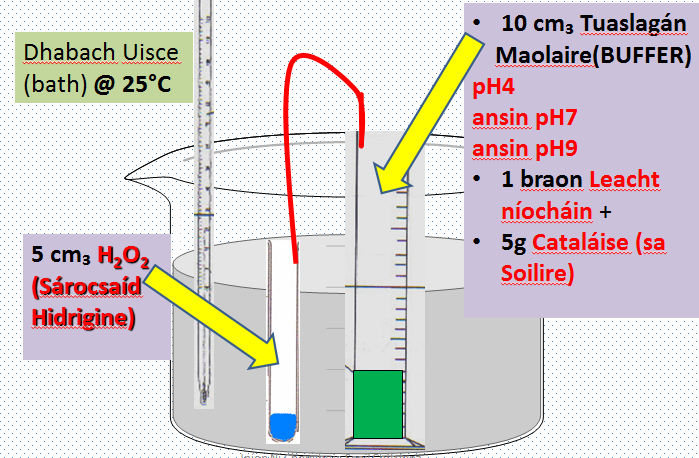 Dhabach Uisce
(bath) @ 25°C
• 10 cm₃ Tuaslagán
Maolaire(BUFFER)
pH4
ansin pH7
ansin pH9
• 1 braon Leacht
níocháin +
• 5g Cataláise (sa
Soilire)
5 cm₃ H₂O₂
(Sárocsaíd
Hidrigine)